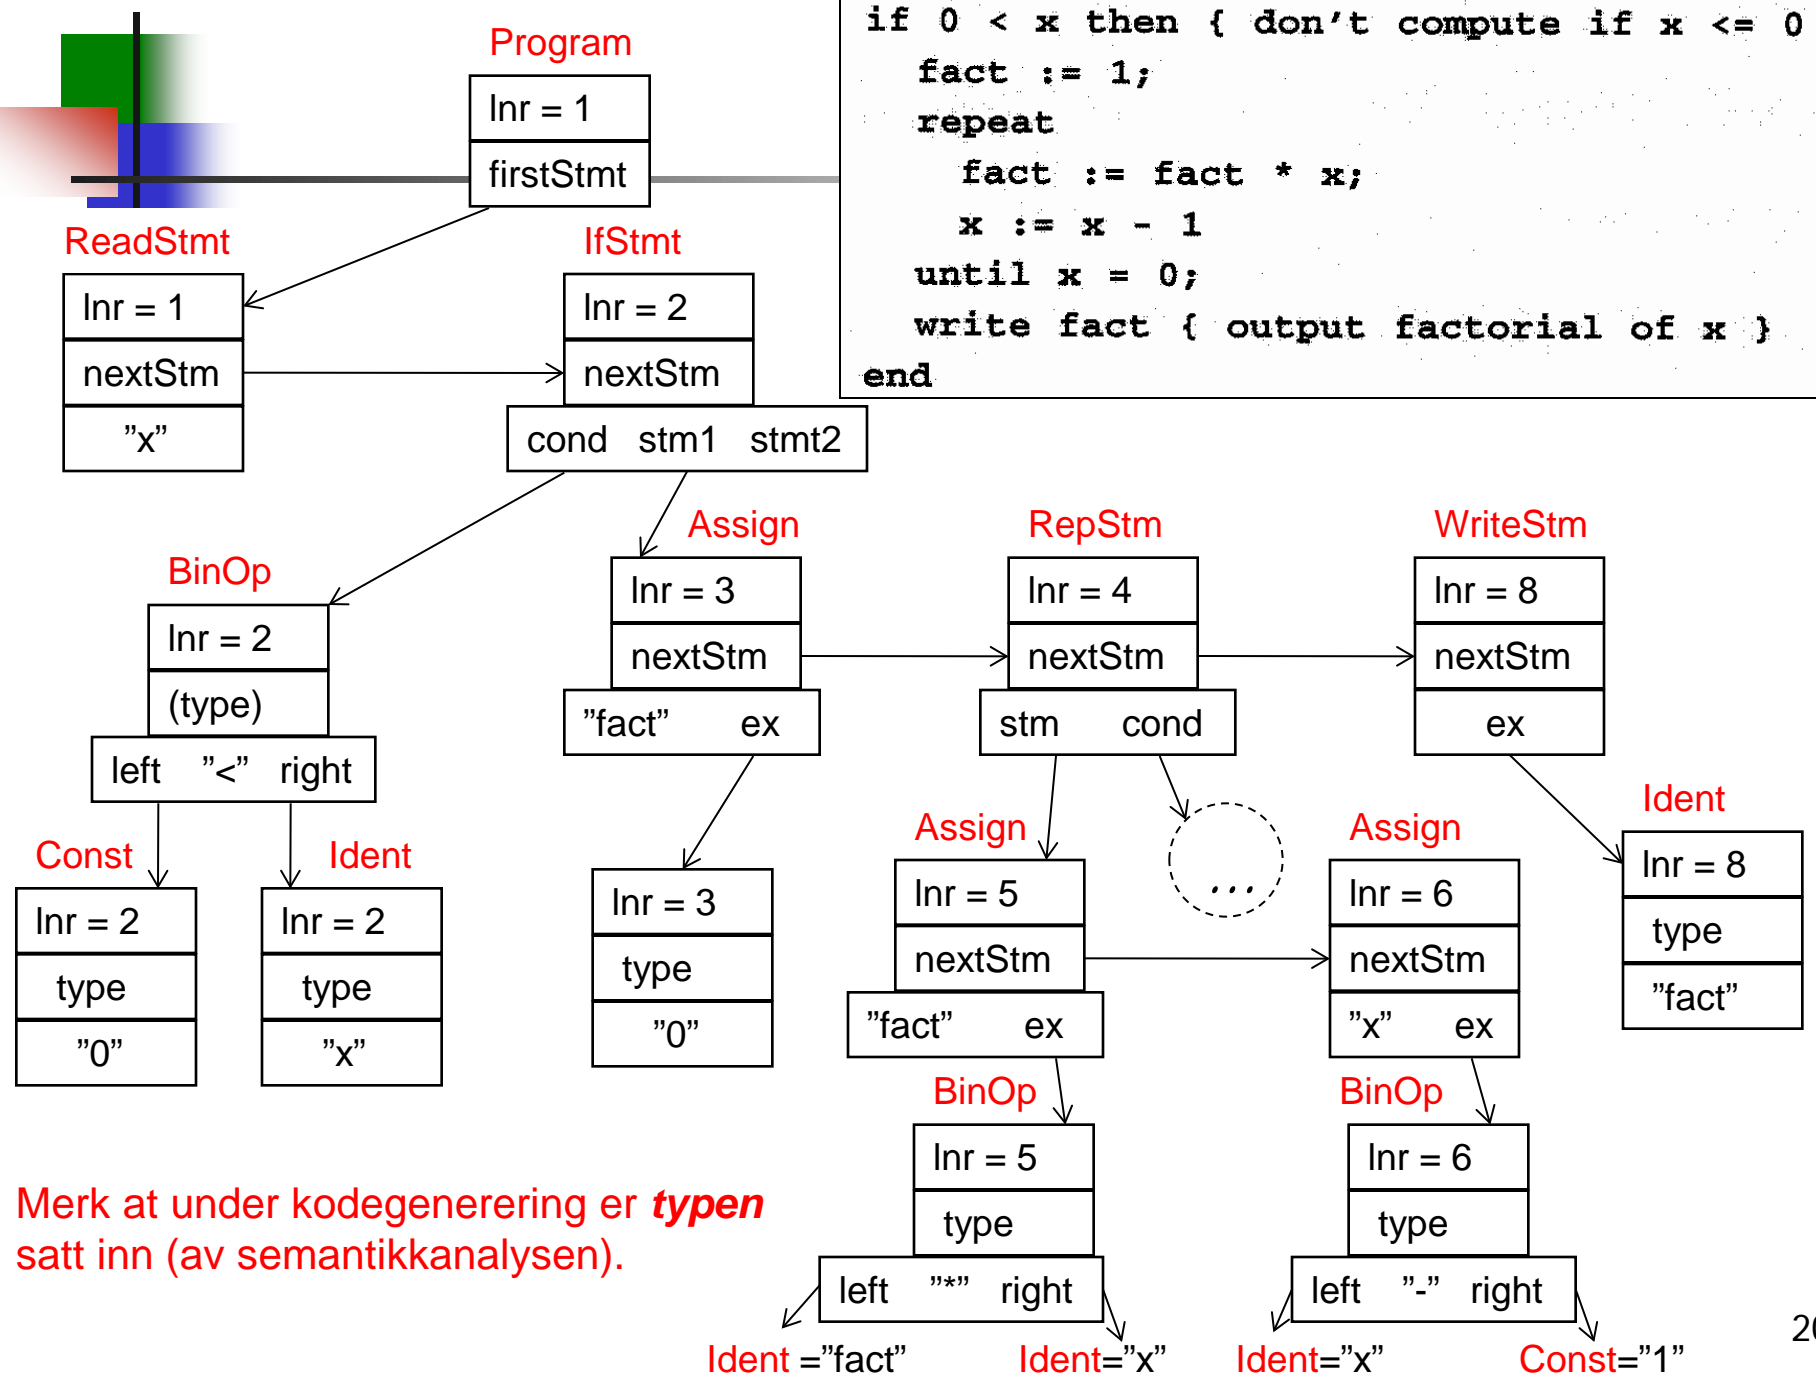 Program
lnr = 1
firstStmt
if 0 < x then { don't compute if x <= 0
fact := 1;
repeat
fact := fact * x;
x := x - 1
until x = 0;
write fact { output factorial of x }
end
ReadStmt
lnr = 1
nextStm
”x”
IfStmt
lnr = 2
nextStm
cond stm1 stmt2
BinOp
lnr = 2
(type)
left ”<” right
Const
lnr = 2
type
”0”
Ident
lnr = 2
type
”x”
Assign
lnr = 3
nextStm
”fact” ex
lnr = 3
type
”0”
RepStm
lnr = 4
nextStm
stm cond
...
WriteStm
lnr = 8
nextStm
ex
Ident
lnr = 8
type
”fact”
Assign
lnr = 5
nextStm
”fact” ex
BinOp
lnr = 5
type
left ”*” right
Ident =”fact”
Ident=”x”
Assign
lnr = 6
nextStm
”x” ex
BinOp
lnr = 6
type
left ”-” right
Ident=”x”
Const=”1”
Merk at under kodegenerering er typen
satt inn (av semantikkanalysen).